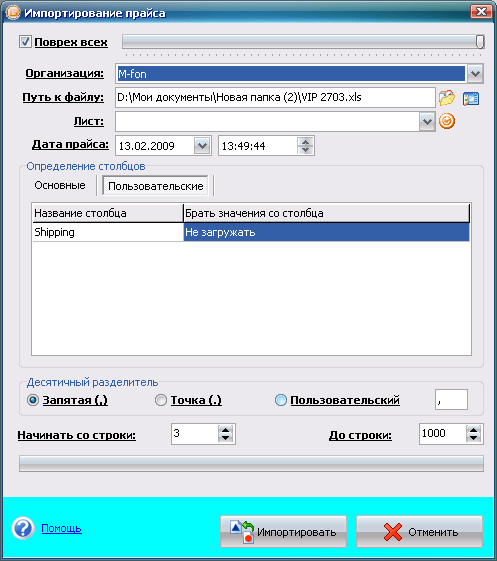 Импортирование прайса
Поврех всех
Организация: M-fon
Путь к файлу: D:\Мои документы\Новая папка (2)\VIP 2703.xls
Лист:
Дата прайса: 13.02.2009 13:49:44
Определение столбцов
Основные Пользовательские
Название столбца Брать значения со столбца
Shipping Не загружать
Десятичный разделитель
Запятая (,) Точка (.) Пользовательский ,
Начинать со строки: 3 До строки: 1000
Помощь Импортировать Отменить